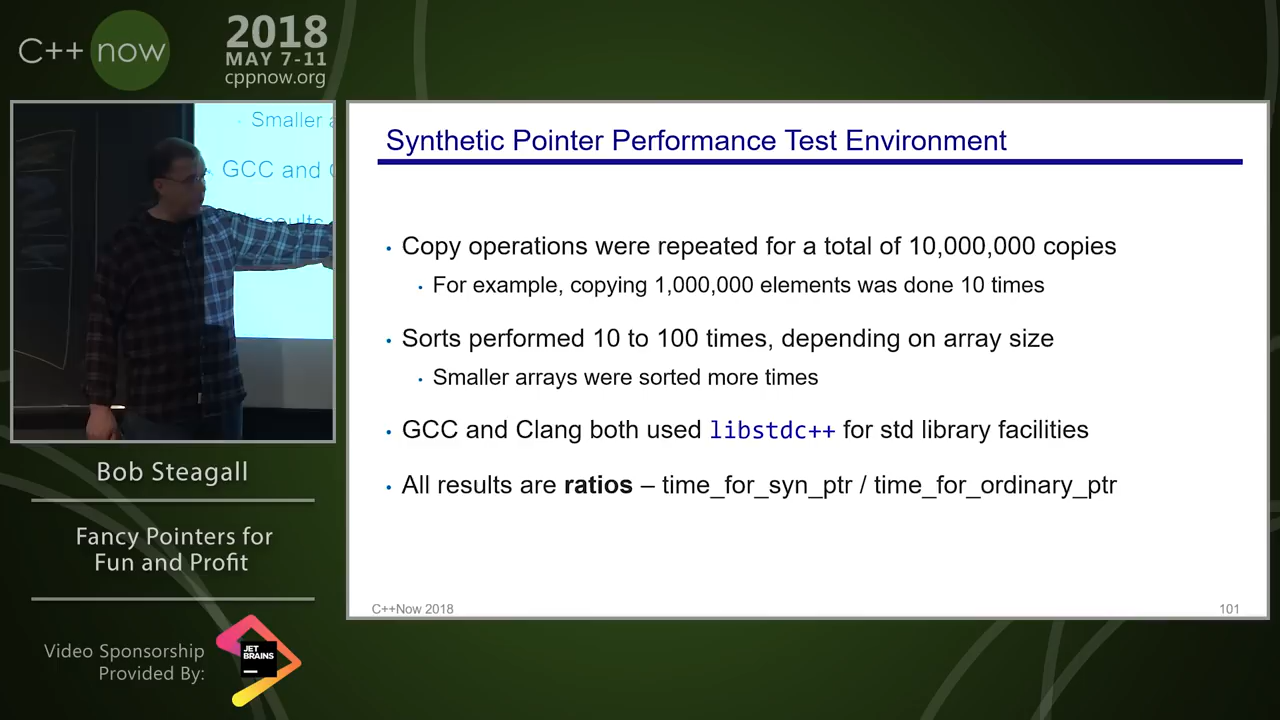 C++ now
2018
MAY 7-11
cppnow.org
Smaller
GCC and
results
Bob Steagall
Fancy Pointers for
Fun and Profit
Video Sponsorship
Provided By:
JET
BRAINS
Synthetic Pointer Performance Test Environment
• Copy operations were repeated for a total of 10,000,000 copies
• For example, copying 1,000,000 elements was done 10 times
• Sorts performed 10 to 100 times, depending on array size
• Smaller arrays were sorted more times
• GCC and Clang both used libstdc++ for std library facilities
• All results are ratios – time_for_syn_ptr / time_for_ordinary_ptr
C++Now 2018
101